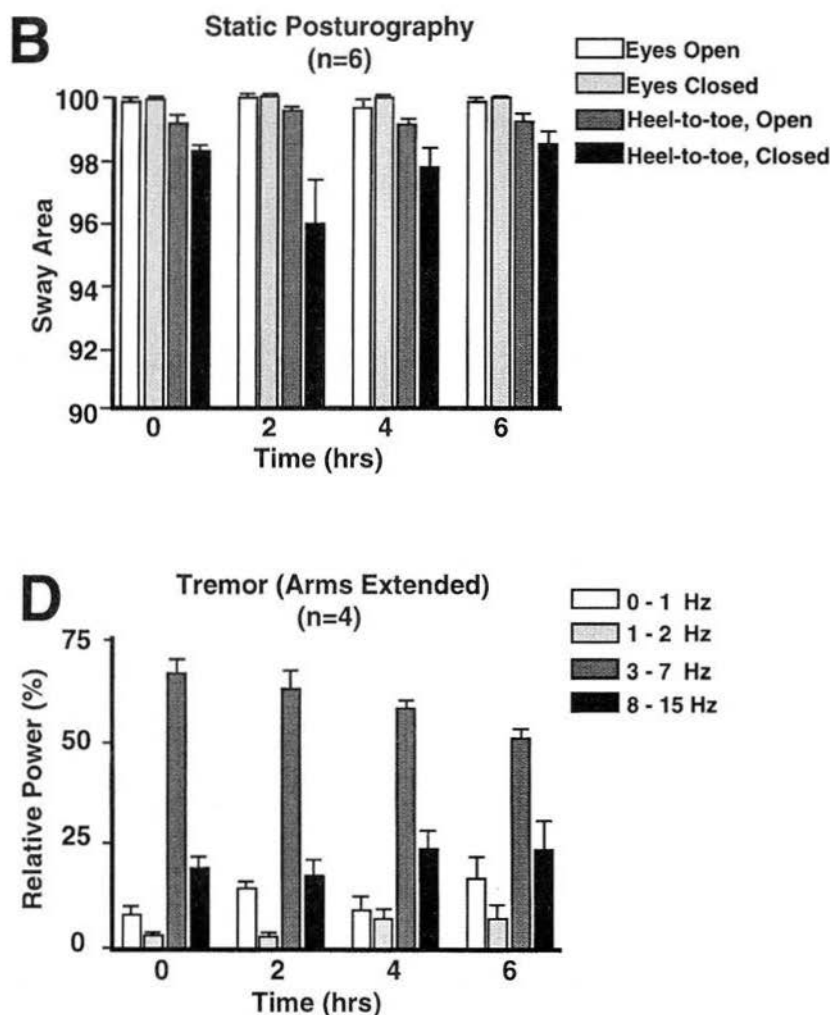 B
Static Posturography
(n=6)
Eyes Open
Eyes Closed
Heel-to-toe, Open
Heel-to-toe, Closed
Sway Area
100
98
96
94
92
90
0 2 4 6
Time (hrs)
D
Tremor (Arms Extended)
(n=4)
0 - 1 Hz
1 - 2 Hz
3 - 7 Hz
8 - 15 Hz
Relative Power (%)
75
50
25
0
0 2 4 6
Time (hrs)